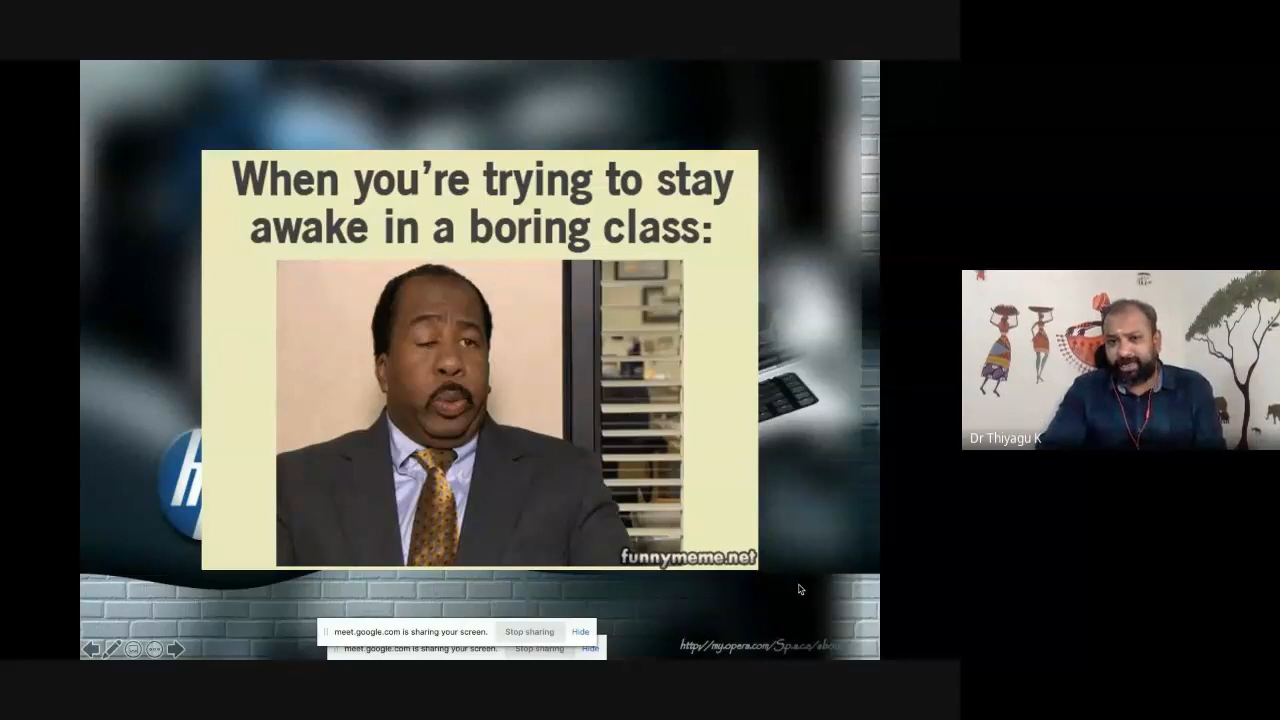 When you're trying to stay
awake in a boring class:
funnymeme.net
hp
meet.google.com is sharing your screen. Stop sharing Hide
meet.google.com is sharing your screen. Stop sharing Hide
Dr Thiyagu K